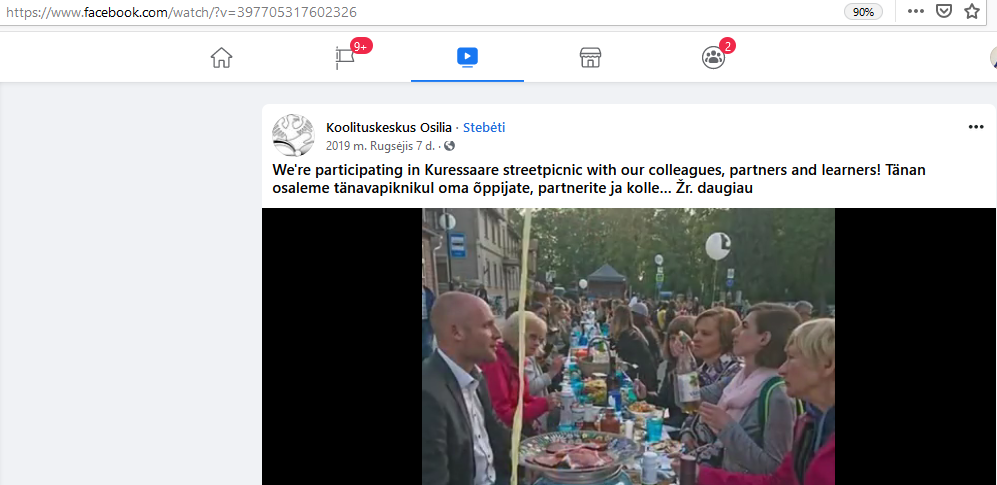 https://www.facebook.com/watch/?v=397705317602326
90%
9+
2
Koolituskeskus Osilia · Stebėti
2019 m. Rugsėjis 7 d. ·
We're participating in Kuressaare streetpicnic with our colleagues, partners and learners! Tänan
osaleme tänavapiknikul oma õppijate, partnerite ja kolle... Žr. daugiau